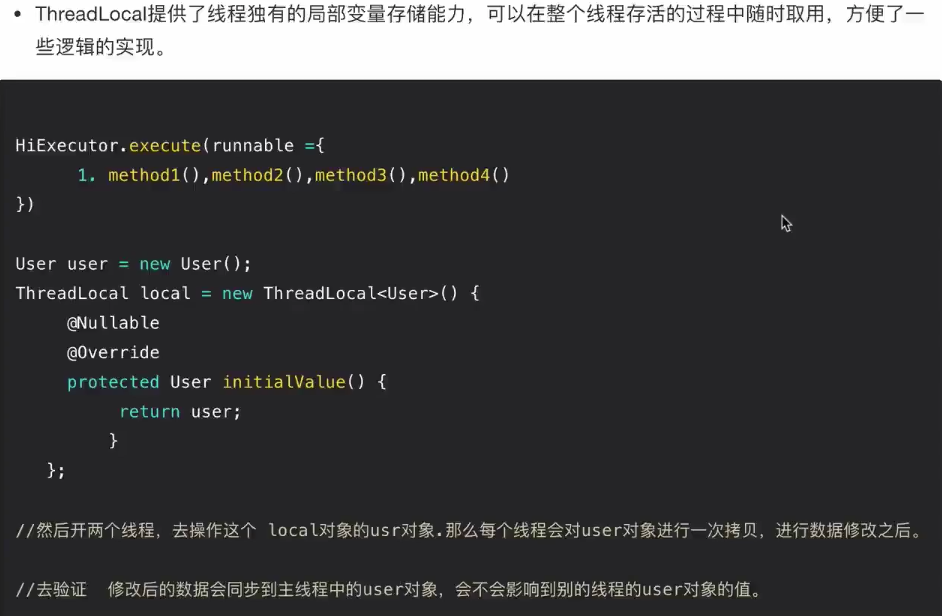 • ThreadLocal提供了线程独有的局部变量存储能力，可以在整个线程存活的过程中随时取用，方便了一
些逻辑的实现。
HiExecutor.execute(runnable ={
1. method1(),method2(),method3(),method4()
})
User user = new User();
ThreadLocal local = new ThreadLocal<User>() {
@Nullable
@Override
protected User initialValue() {
return user;
}
};
//然后开两个线程，去操作这个 local对象的usr对象.那么每个线程会对user对象进行一次拷贝，进行数据修改之后。
//去验证 修改后的数据会同步到主线程中的user对象，会不会影响到别的线程的user对象的值。